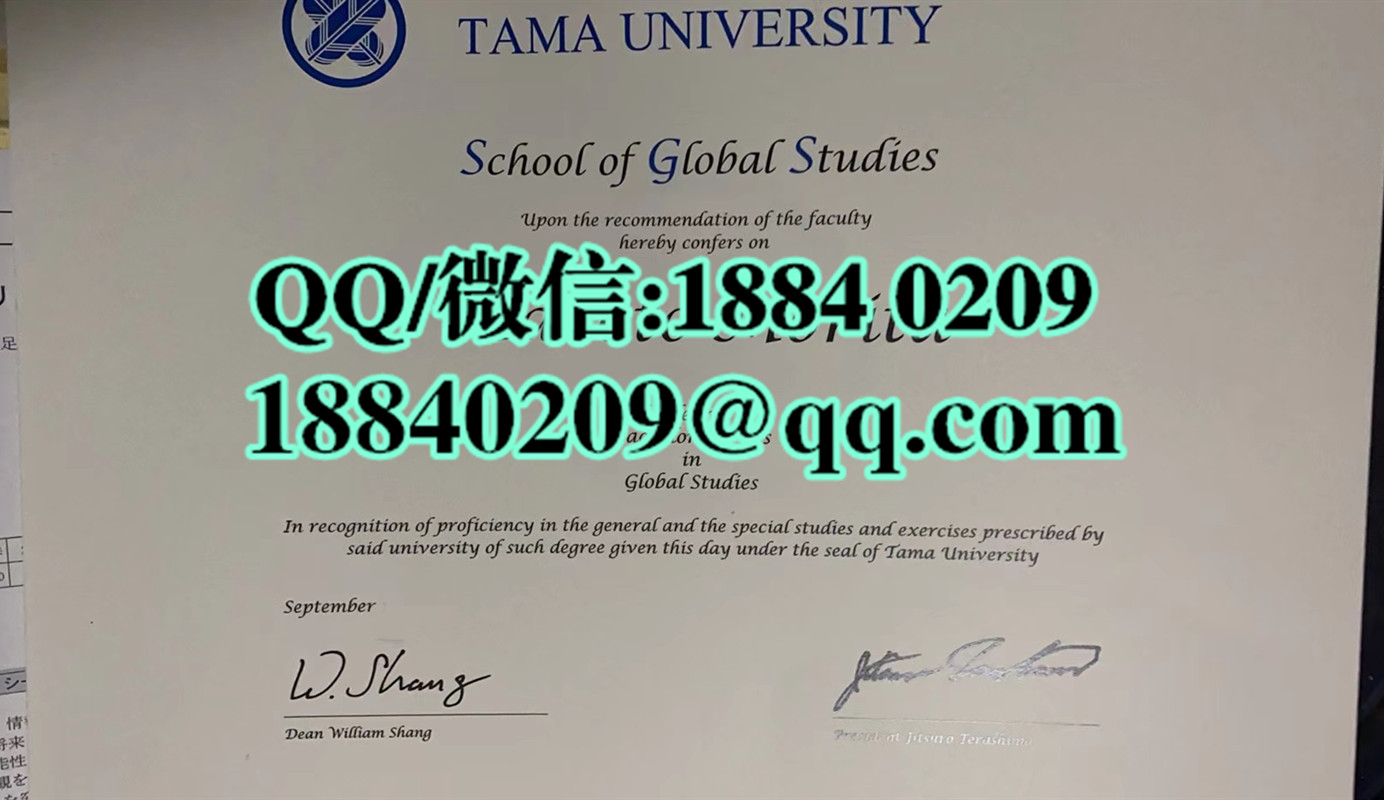 TAMA UNIVERSITY
School of Global Studies
Upon the recommendation of the faculty
hereby confers on
QQ/微信:1884 0209
18840209@qq.com
in
Global Studies
In recognition of proficiency in the general and the special studies and exercises prescribed by
said university of such degree given this day under the seal of Tama University
September
W. Shang
Dean William Shang
President Jitsuro Terashima